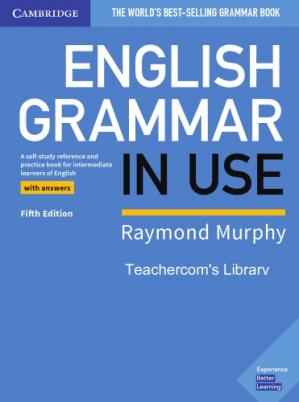 CAMBRIDGE
THE WORLD'S BEST-SELLING GRAMMAR BOOK
ENGLISH
GRAMMAR
IN USE
A self-study reference and
practice book for intermediate
learners of English
with answers
Fifth Edition
Raymond Murphy
Teachercom's Library
Experience
Better
Learning